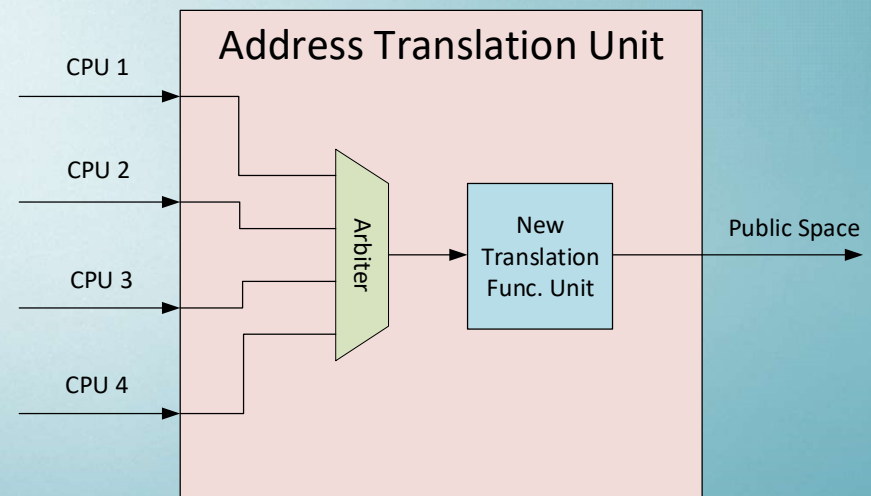 Address Translation Unit
CPU 1
CPU 2
CPU 3
CPU 4
Arbiter
New
Translation
Func. Unit
Public Space